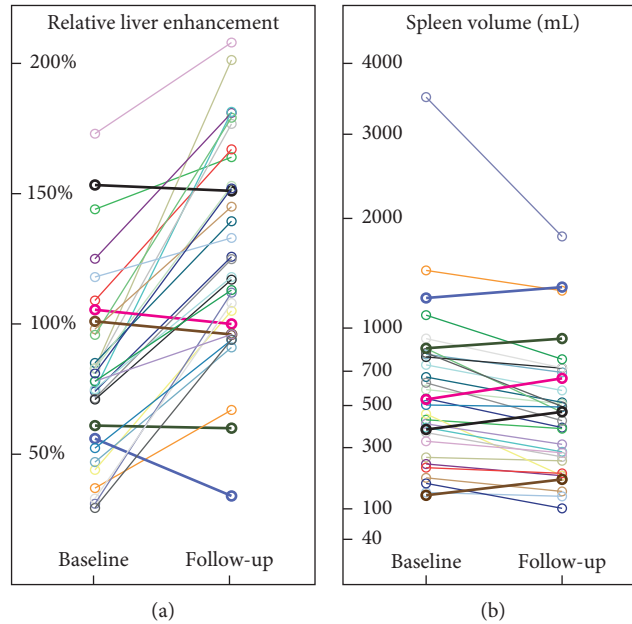 Relative liver enhancement
200%
150%
100%
50%
Baseline
Follow-up
(a)
Spleen volume (mL)
4000
3000
2000
1000
700
500
300
100
40
Baseline
Follow-up
(b)